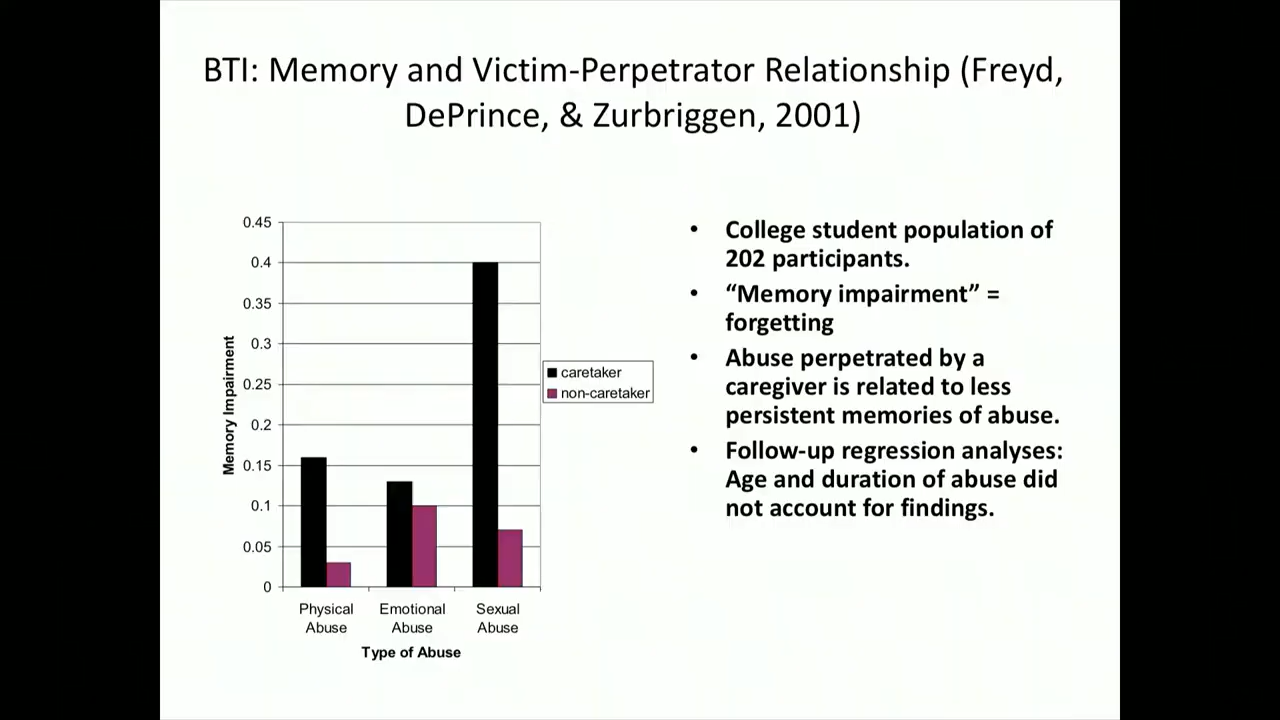 BTI: Memory and Victim-Perpetrator Relationship (Freyd,
DePrince, & Zurbriggen, 2001)
0.45
0.4
0.35
0.3
0.25
0.2
0.15
0.1
0.05
0
Memory Impairment
Physical
Abuse
Emotional
Abuse
Sexual
Abuse
Type of Abuse
caretaker
non-caretaker
• College student population of
202 participants.
• “Memory impairment” =
forgetting
• Abuse perpetrated by a
caregiver is related to less
persistent memories of abuse.
• Follow-up regression analyses:
Age and duration of abuse did
not account for findings.